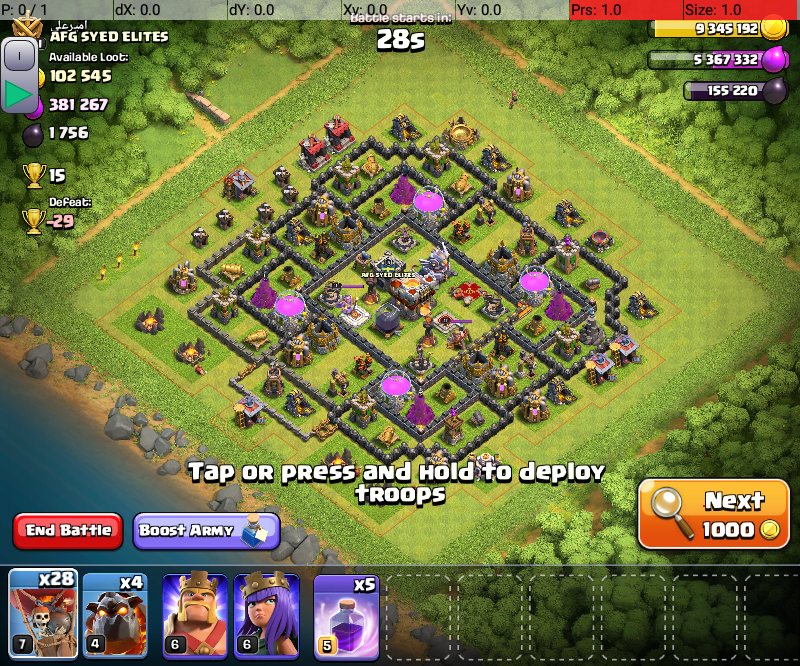 P: 0 / 1 dX: 0.0 dY: 0.0 Xv: 0.0 Yv: 0.0 Prs: 1.0 Size: 1.0
امیرعلی
AFG SYED ELITES
Battle starts in:
28s
9 345 192
5 367 332
155 220
Available Loot:
102 545
381 267
1 756
15
Defeat:
-29
AFG SYED ELITES
Tap or press and hold to deploy
troops
End Battle
Boost Army
Next
1000
x28
x4
x5
7
4
6
6
5